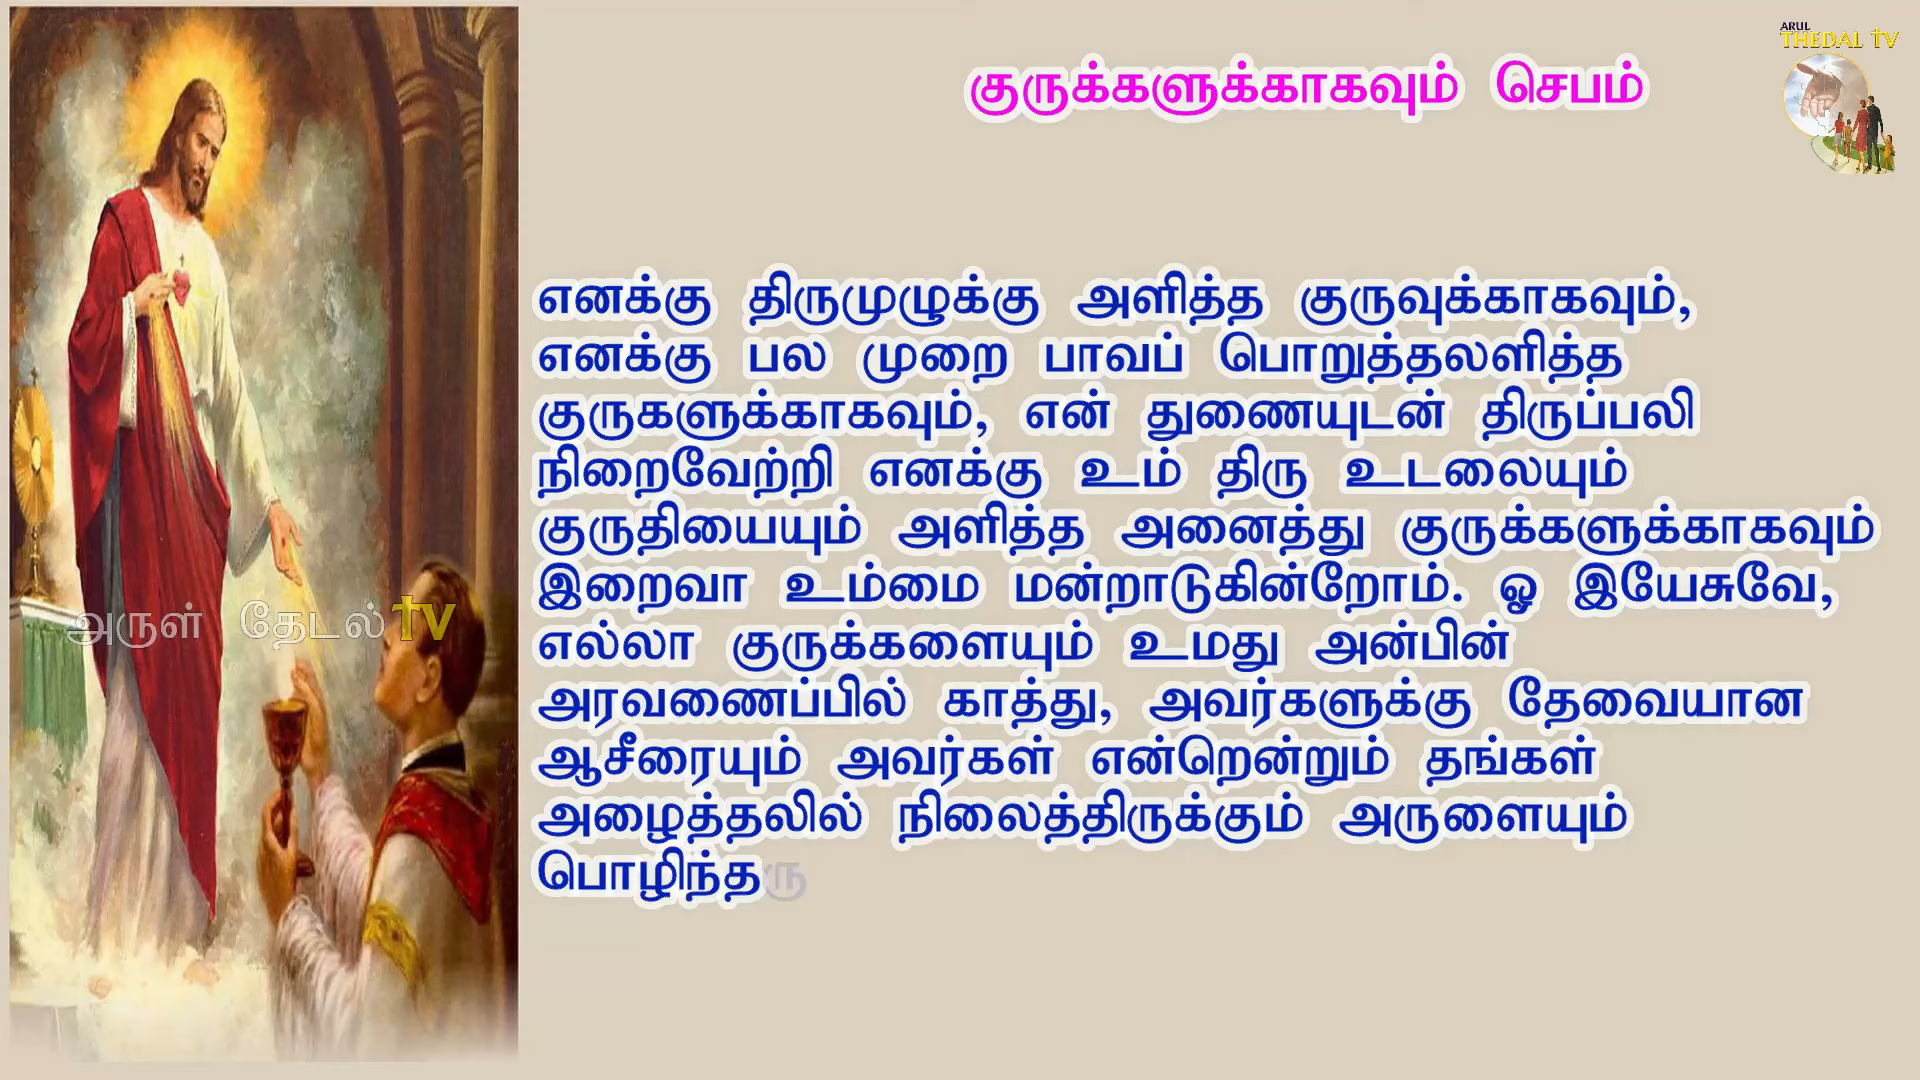 ARUL
THEDAL TV
குருக்களுக்காகவும் செபம்
எனக்கு திருமுழுக்கு அளித்த குருவுக்காகவும்,
எனக்கு பல முறை பாவப் பொறுத்தலளித்த
குருகளுக்காகவும், என் துணையுடன் திருப்பலி
நிறைவேற்றி எனக்கு உம் திரு உடலையும்
குருதியையும் அளித்த அனைத்து குருக்களுக்காகவும்
இறைவா உம்மை மன்றாடுகின்றோம். ஓ இயேசுவே,
எல்லா குருக்களையும் உமது அன்பின்
அரவணைப்பில் காத்து, அவர்களுக்கு தேவையான
ஆசீரையும் அவர்கள் என்றென்றும் தங்கள்
அழைத்தலில் நிலைத்திருக்கும் அருளையும்
பொழிந்தரு
அருள் தேடல் TV